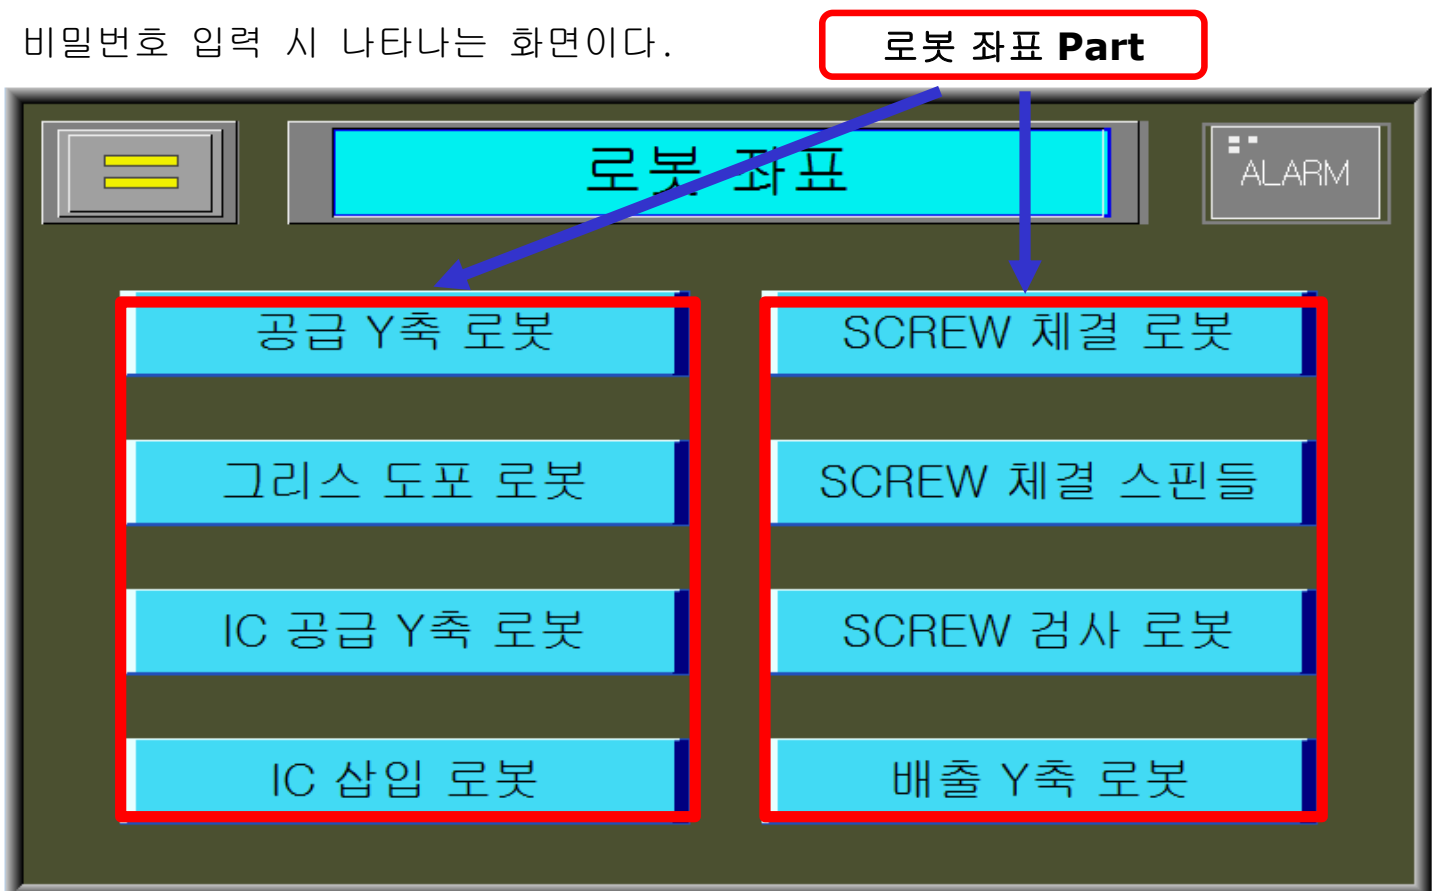 비밀번호 입력 시 나타나는 화면이다.
로봇 좌표 Part
로봇 좌표
ALARM
공급 Y축 로봇
SCREW 체결 로봇
그리스 도포 로봇
SCREW 체결 스핀들
IC 공급 Y축 로봇
SCREW 검사 로봇
IC 삽입 로봇
배출 Y축 로봇